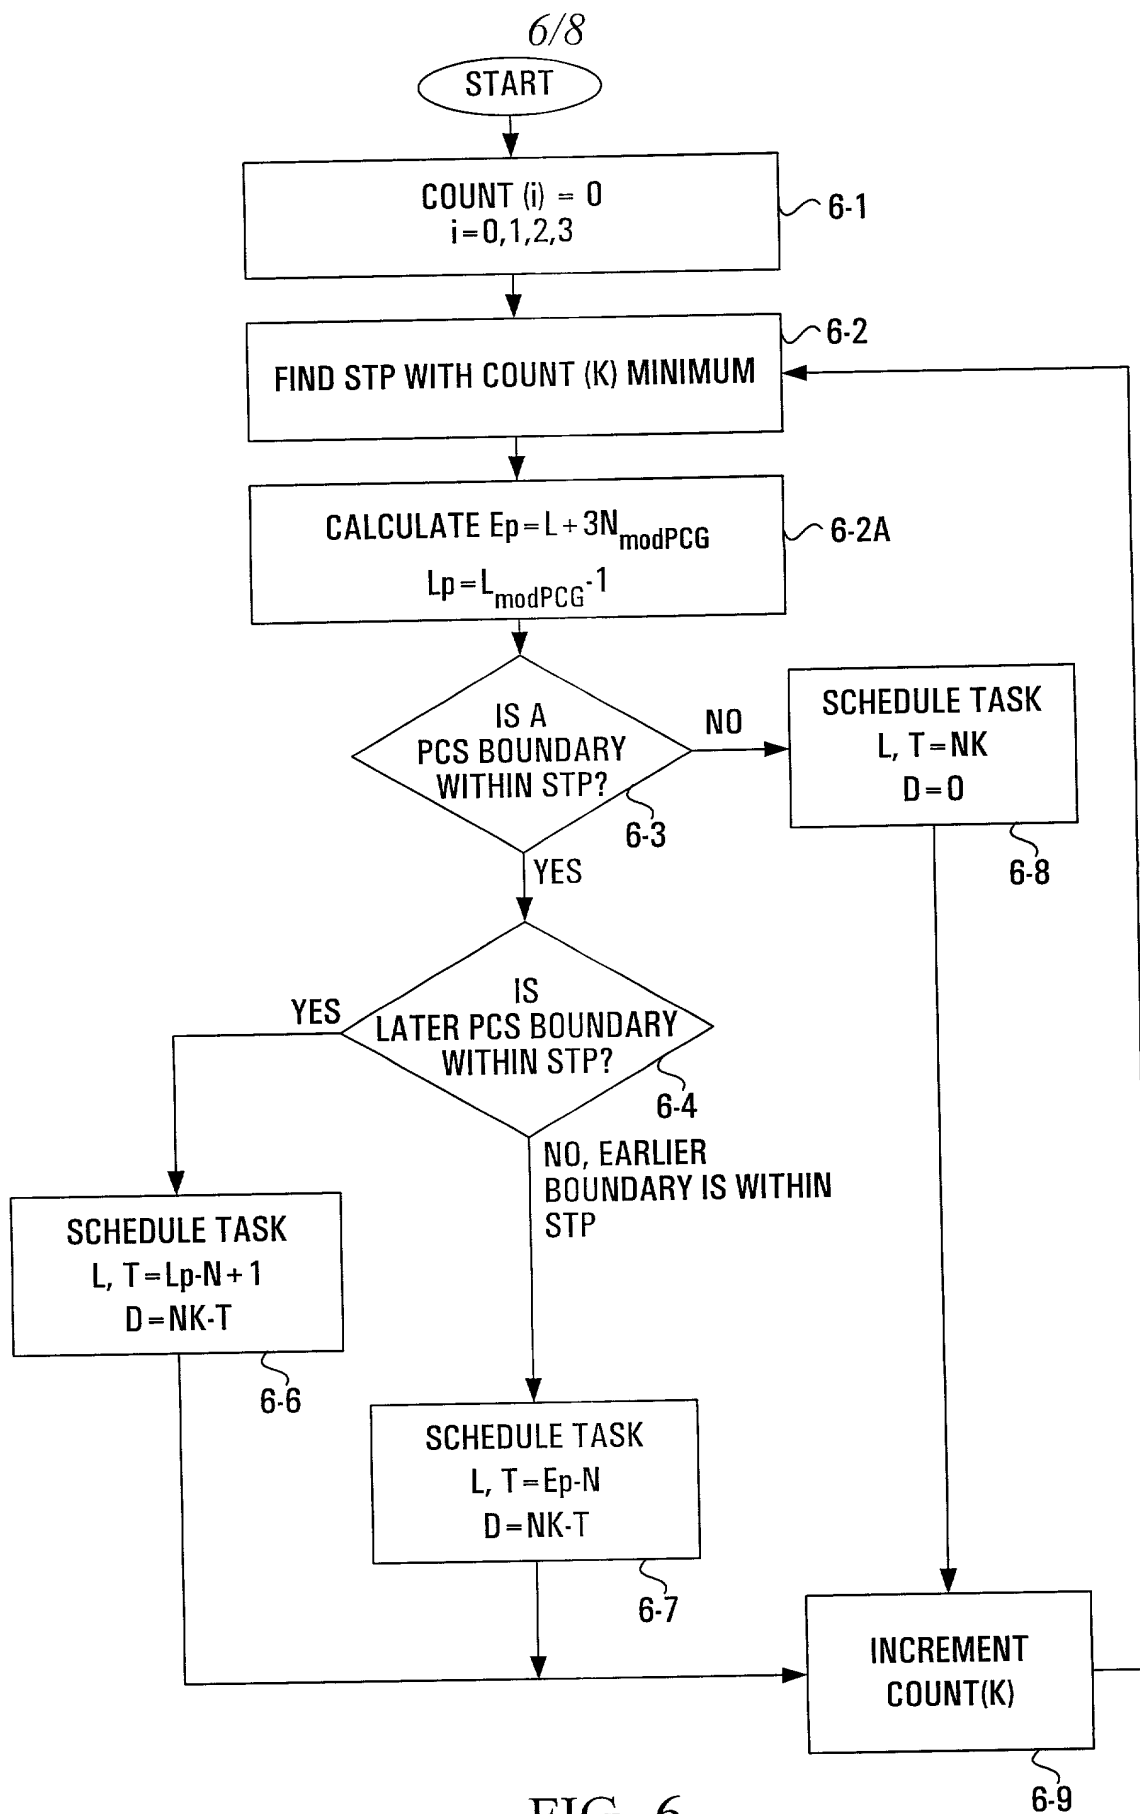 6/8
START
COUNT (i) = 0
i=0,1,2,3
6-1
6-2
FIND STP WITH COUNT (K) MINIMUM
CALCULATE Ep=L+3NmodPCG
Lp=LmodPCG-1
6-2A
IS A
PCS BOUNDARY
WITHIN STP?
6-3
NO
SCHEDULE TASK
L, T=NK
D=0
6-8
YES
IS
LATER PCS BOUNDARY
WITHIN STP?
6-4
YES
NO, EARLIER
BOUNDARY IS WITHIN
STP
SCHEDULE TASK
L, T=Lp-N+1
D=NK-T
6-6
SCHEDULE TASK
L, T=Ep-N
D=NK-T
6-7
INCREMENT
COUNT(K)
6-9
FIG. 6